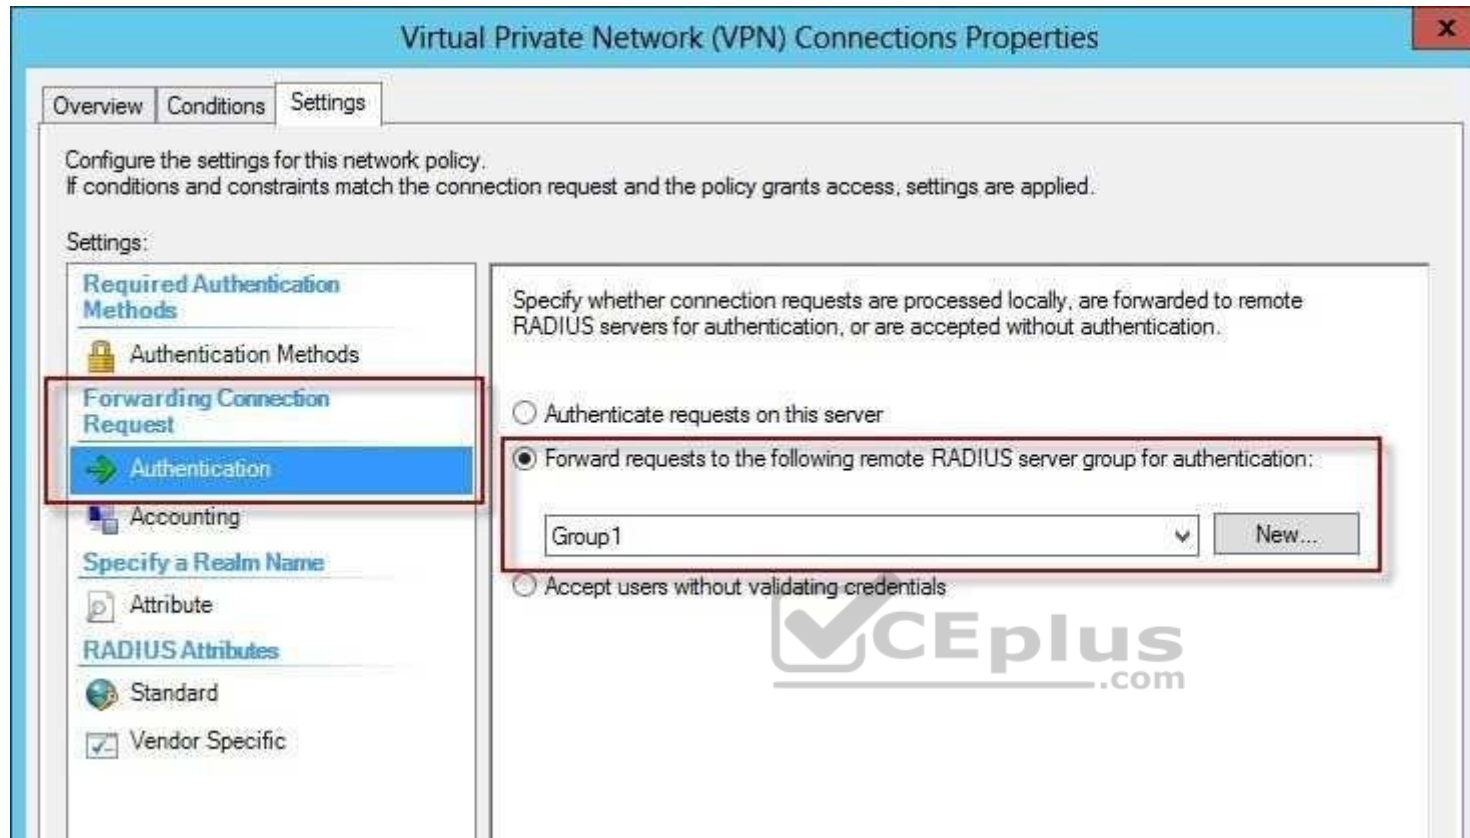 Virtual Private Network (VPN) Connections Properties
x
Overview
Conditions
Settings
Configure the settings for this network policy.
If conditions and constraints match the connection request and the policy grants access, settings are applied.
Settings:
Required Authentication
Methods
Authentication Methods
Forwarding Connection
Request
Authentication
Accounting
Specify a Realm Name
Attribute
RADIUS Attributes
Standard
Vendor Specific
Specify whether connection requests are processed locally, are forwarded to remote
RADIUS servers for authentication, or are accepted without authentication.
Authenticate requests on this server
Forward requests to the following remote RADIUS server group for authentication:
Group1
New...
Accept users without validating credentials
CEplus
.com